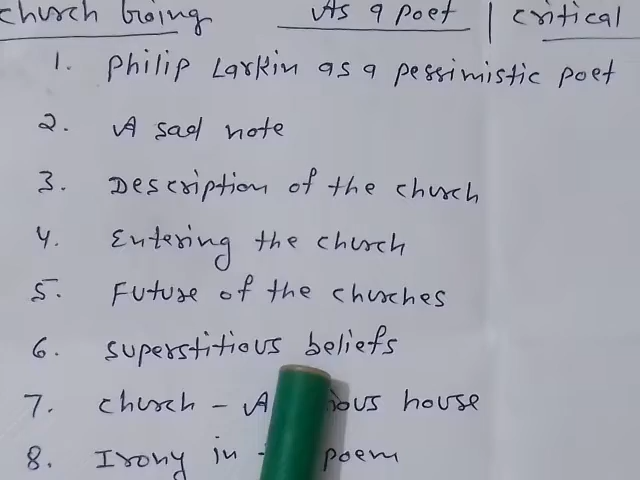 church Going As a poet | critical
1. Philip Larkin as a pessimistic poet
2. A sad note
3. Description of the church
4. Entering the church
5. Future of the churches
6. superstitious beliefs
7. church - A house
8. Irony in poem